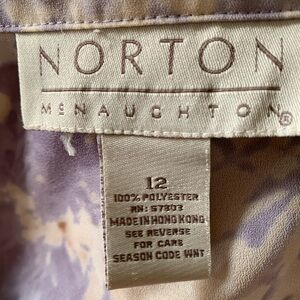 NORTON
McNAUGHTON®
12
100% POLYESTER
RN: 57803
MADE IN HONG KONG
SEE REVERSE
FOR CARE
SEASON CODE WNT